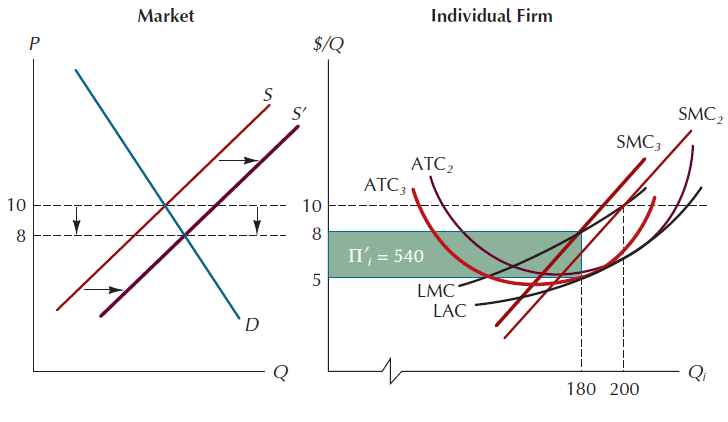 Market
P
S
S′
10
8
D
Q
Individual Firm
$/Q
SMC2
SMC3
ATC2
ATC3
10
8
Π′i = 540
5
LMC
LAC
Qi
180 200